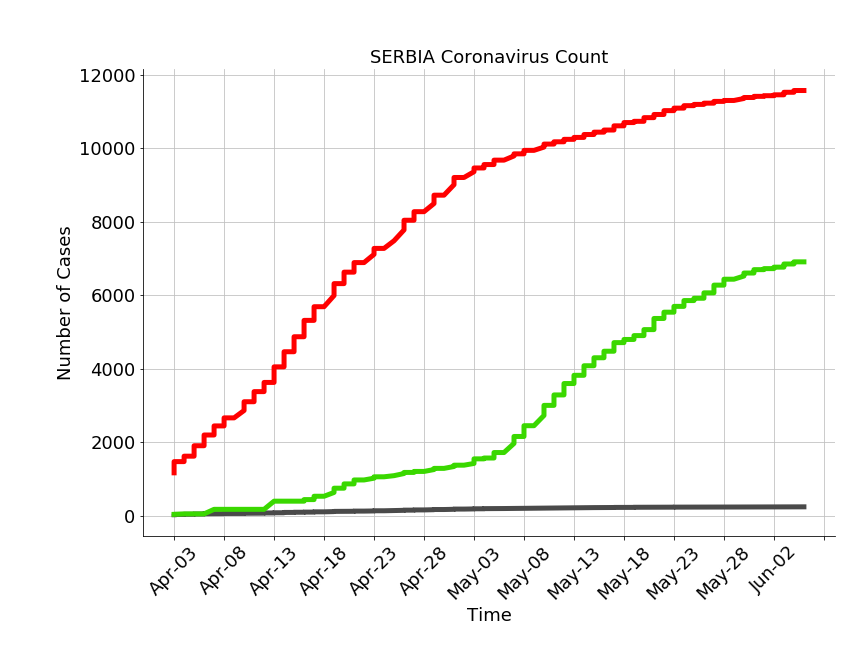 SERBIA Coronavirus Count
12000
10000
8000
6000
4000
2000
0
Number of Cases
Apr-03
Apr-08
Apr-13
Apr-18
Apr-23
Apr-28
May-03
May-08
May-13
May-18
May-23
May-28
Jun-02
Time